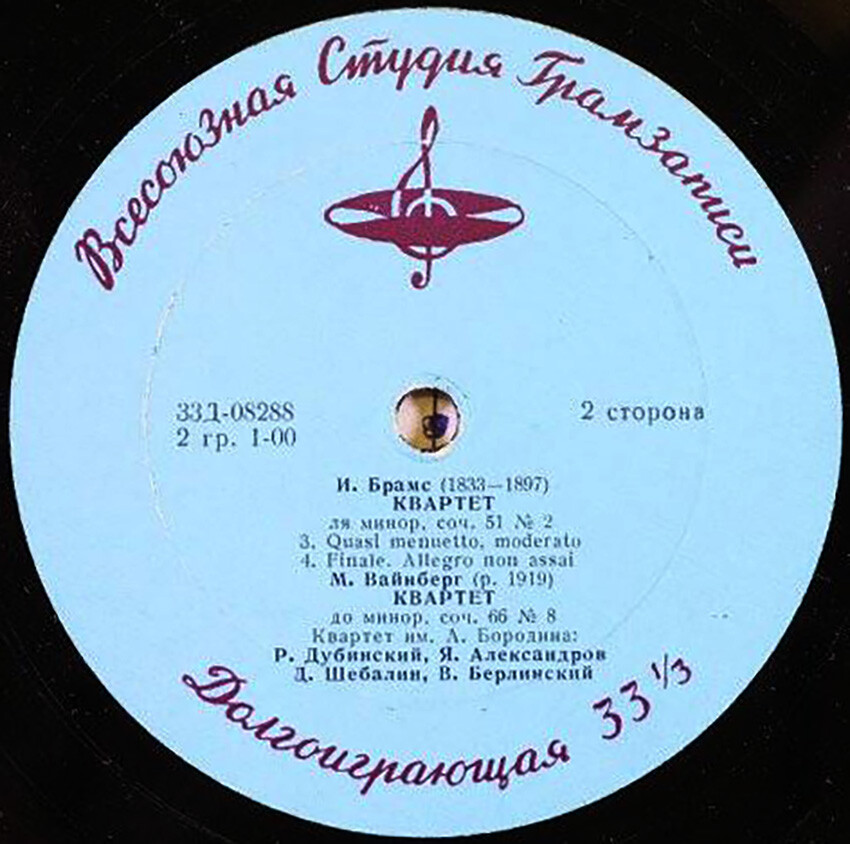 Всесоюзная Студия Грамзаписи
33Д-08288
2 гр. 1-00
2 сторона
И. Брамс (1833—1897)
КВАРТЕТ
ля минор, соч. 51 № 2
3. Quasi menuetto, moderato
4. Finale. Allegro non assai
М. Вайнберг (р. 1919)
КВАРТЕТ
до минор, соч. 66 № 8
Квартет им. А. Бородина:
Р. Дубинский, Я. Александров
Д. Шебалин, В. Берлинский
Долгоиграющая 33 1/3